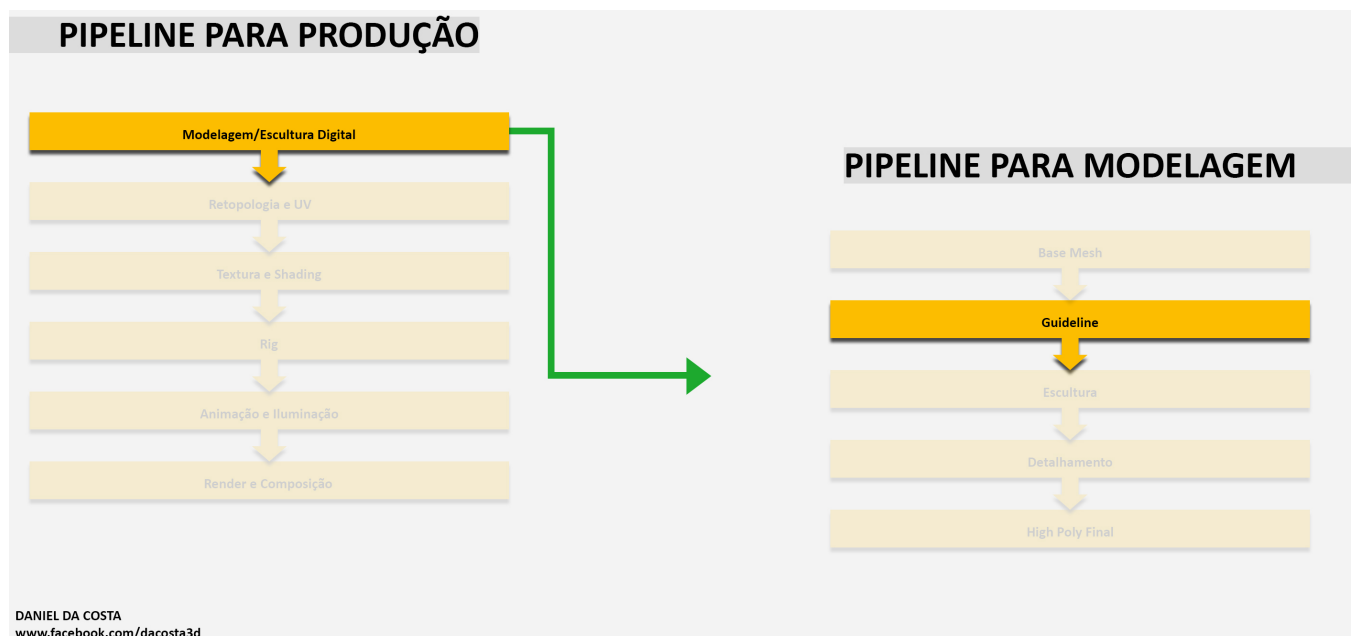 PIPELINE PARA PRODUÇÃO
Modelagem/Escultura Digital
Retopologia e UV
Textura e Shading
Rig
Animação e Iluminação
Render e Composição
PIPELINE PARA MODELAGEM
Base Mesh
Guideline
Escultura
Detalhamento
High Poly Final
DANIEL DA COSTA
www.facebook.com/dacosta3d